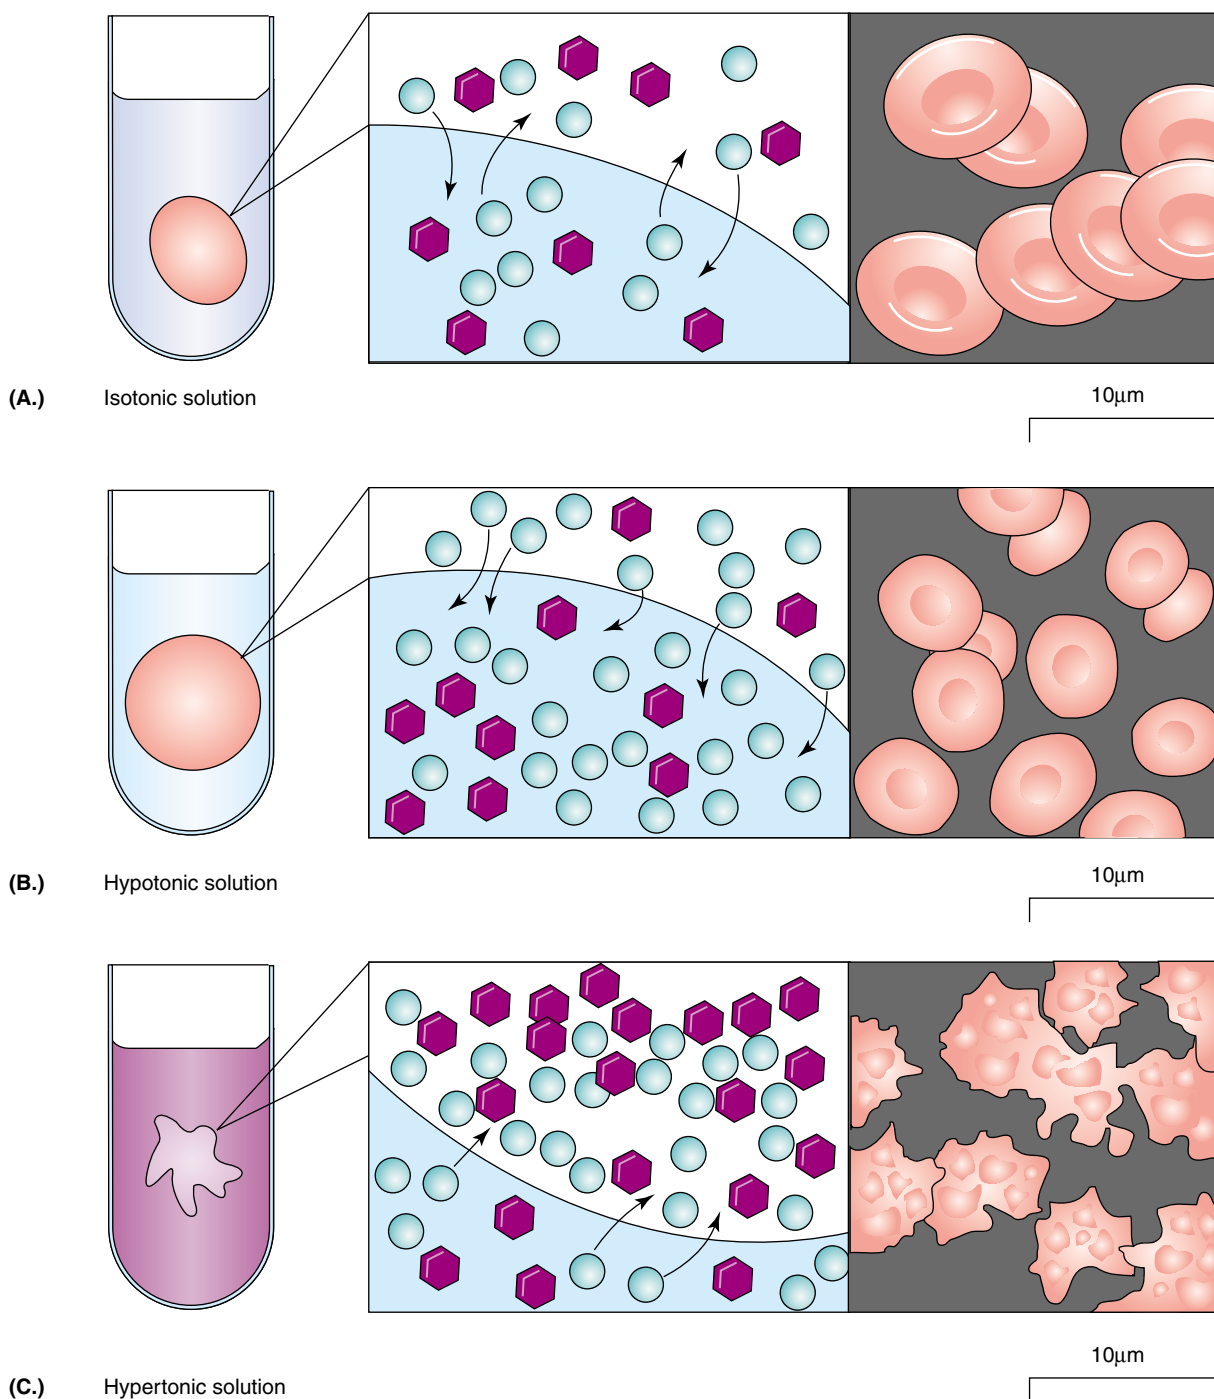 (A.) Isotonic solution
10μm
(B.) Hypotonic solution
10μm
(C.) Hypertonic solution
10μm